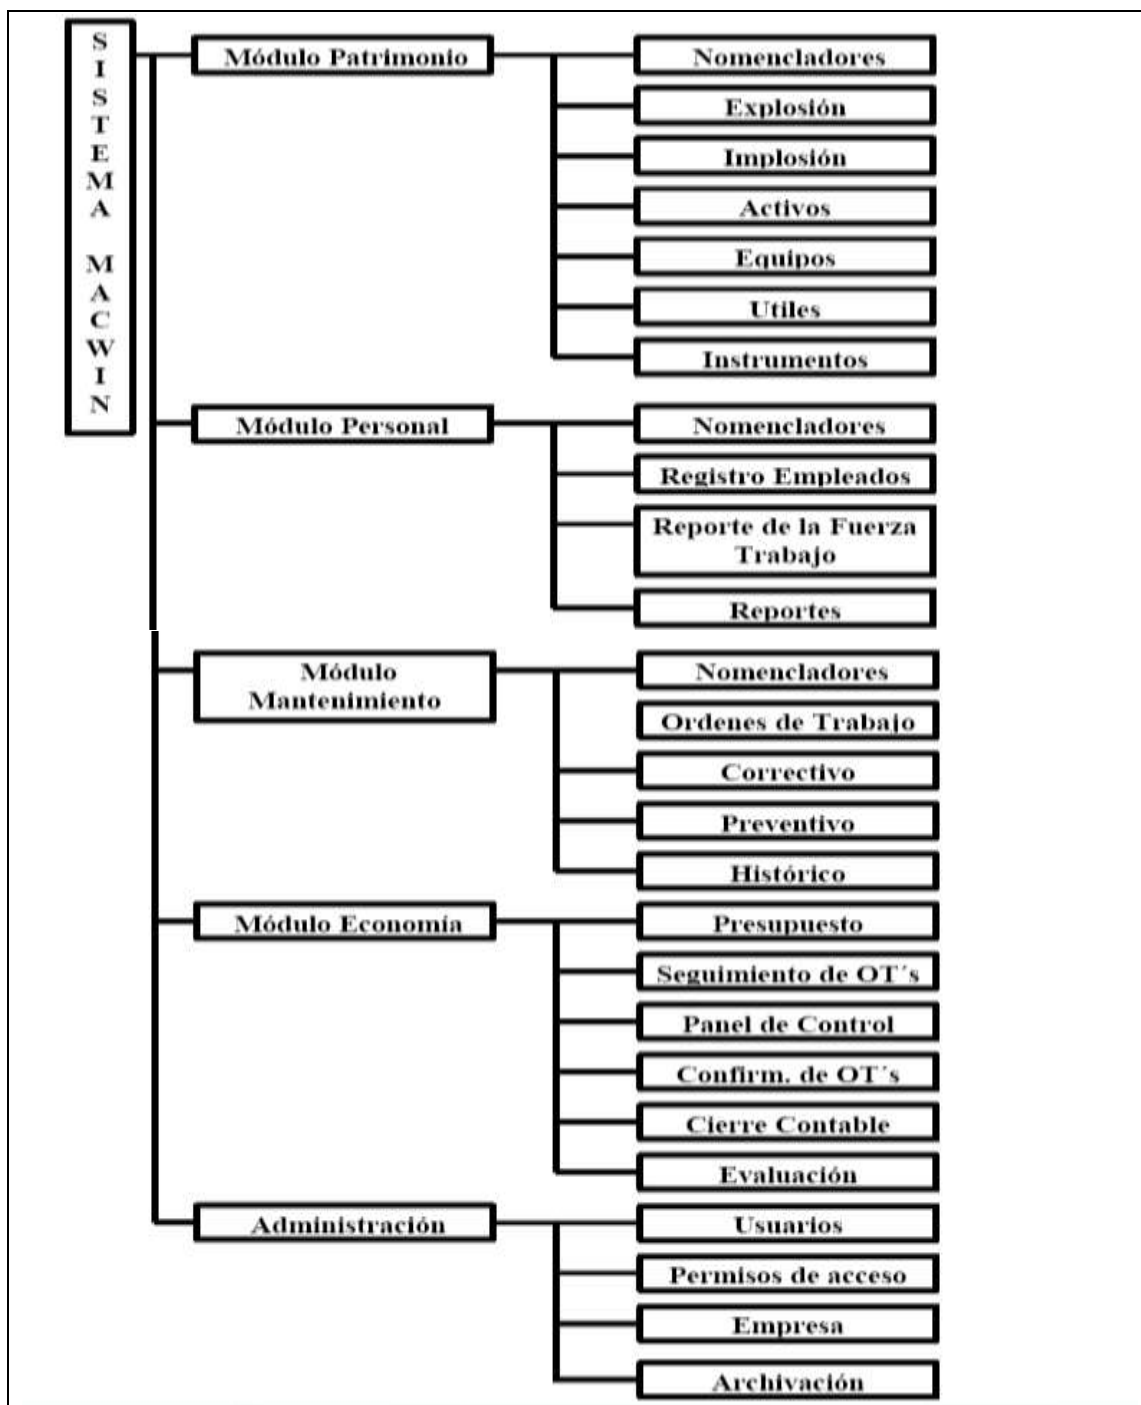 SISTEMA MACWIN
Módulo Patrimonio
Nomencladores
Explosión
Implosión
Activos
Equipos
Utiles
Instrumentos
Módulo Personal
Nomencladores
Registro Empleados
Reporte de la Fuerza
Trabajo
Reportes
Módulo
Mantenimiento
Nomencladores
Ordenes de Trabajo
Correctivo
Preventivo
Histórico
Módulo Economía
Presupuesto
Seguimiento de OT´s
Panel de Control
Confirm. de OT´s
Cierre Contable
Evaluación
Administración
Usuarios
Permisos de acceso
Empresa
Archivación